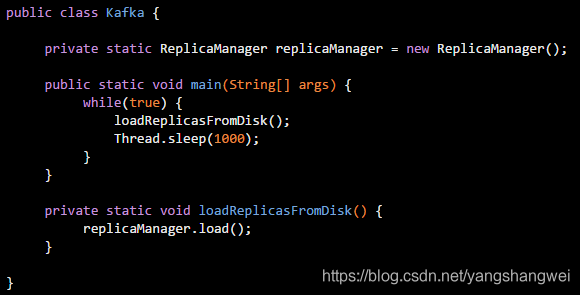 public class Kafka {
private static ReplicaManager replicaManager = new ReplicaManager();
public static void main(String[] args) {
while(true) {
loadReplicasFromDisk();
Thread.sleep(1000);
}
}
private static void loadReplicasFromDisk() {
replicaManager.load();
}
}
https://blog.csdn.net/yangshangwei